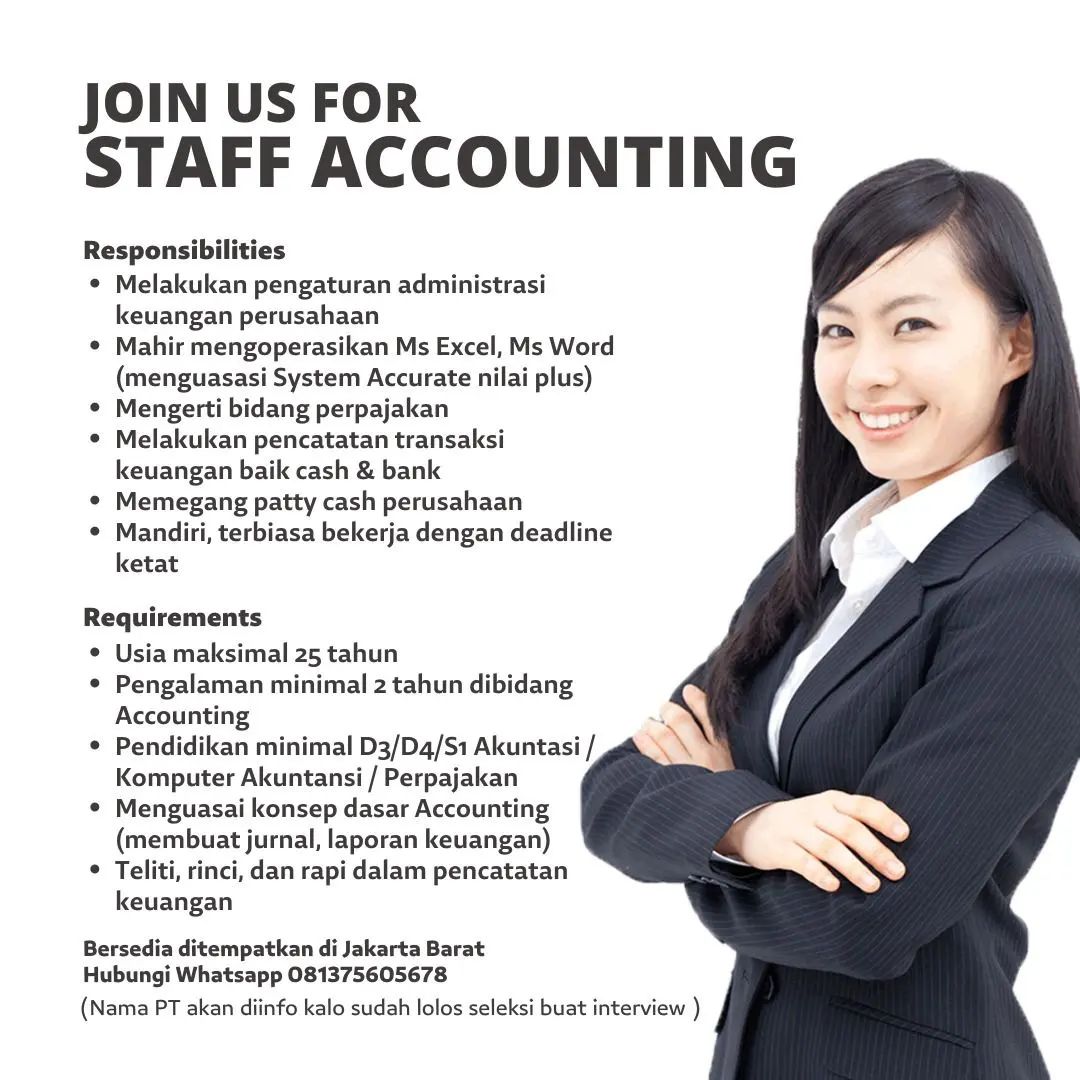 JOIN US FOR
STAFF ACCOUNTING
Responsibilities
• Melakukan pengaturan administrasi
keuangan perusahaan
• Mahir mengoperasikan Ms Excel, Ms Word
(menguasasi System Accurate nilai plus)
• Mengerti bidang perpajakan
• Melakukan pencatatan transaksi
keuangan baik cash & bank
• Memegang patty cash perusahaan
• Mandiri, terbiasa bekerja dengan deadline
ketat
Requirements
• Usia maksimal 25 tahun
• Pengalaman minimal 2 tahun dibidang
Accounting
• Pendidikan minimal D3/D4/S1 Akuntasi /
Komputer Akuntansi / Perpajakan
• Menguasai konsep dasar Accounting
(membuat jurnal, laporan keuangan)
• Teliti, rinci, dan rapi dalam pencatatan
keuangan
Bersedia ditempatkan di Jakarta Barat
Hubungi Whatsapp 081375605678
(Nama PT akan diinfo kalo sudah lolos seleksi buat interview )